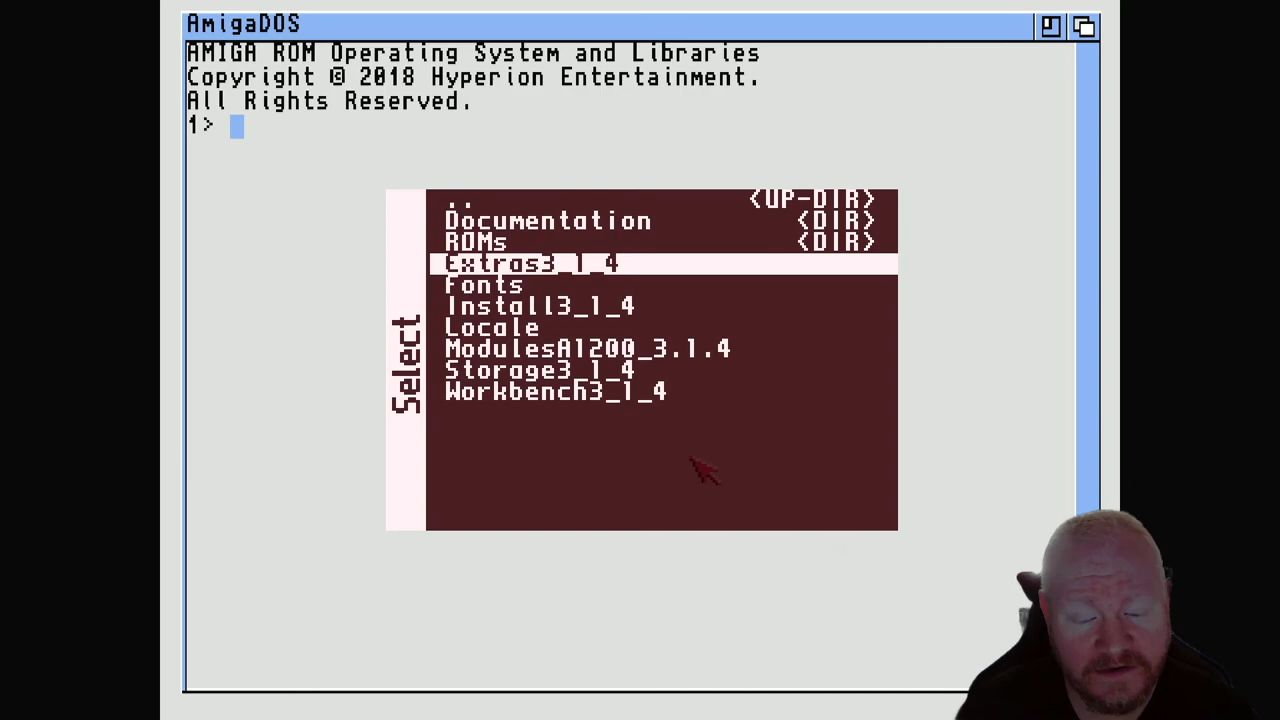 AmigaDOS
AMIGA ROM Operating System and Libraries
Copyright © 2018 Hyperion Entertainment.
All Rights Reserved.
1>
Select
.. <UP-DIR>
Documentation <DIR>
ROMs <DIR>
Extras3_1_4
Fonts
Install3_1_4
Locale
ModulesA1200_3.1.4
Storage3_1_4
Workbench3_1_4